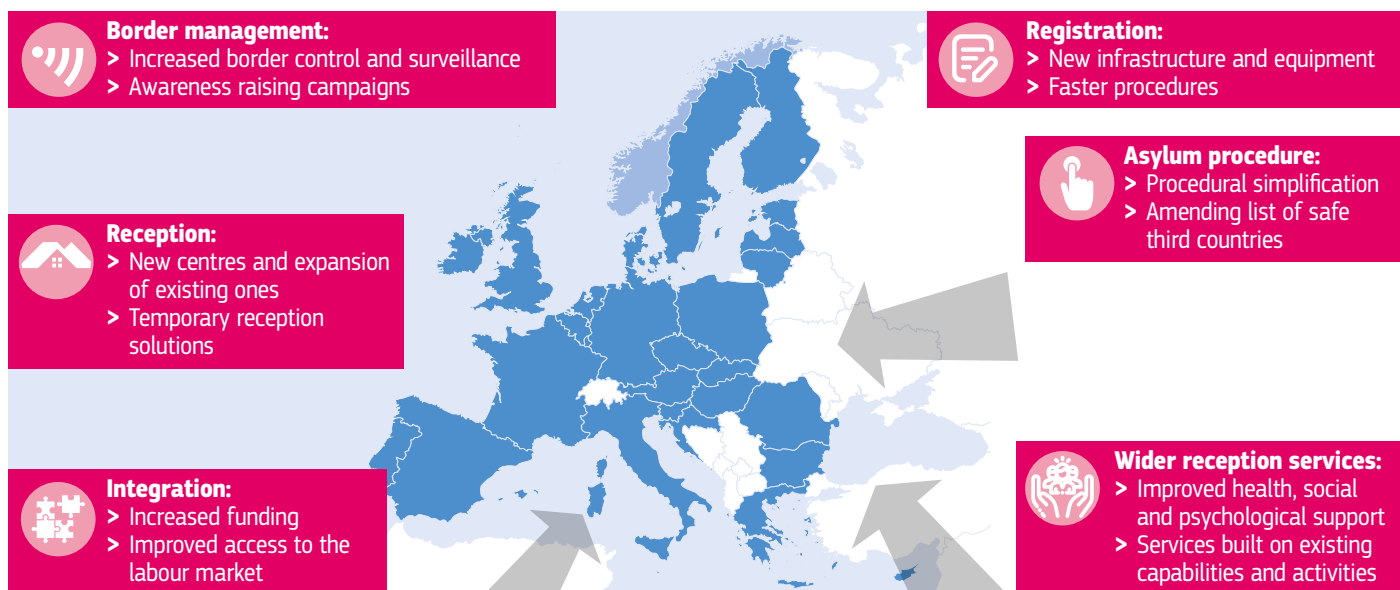 Border management:
> Increased border control and surveillance
> Awareness raising campaigns
Registration:
> New infrastructure and equipment
> Faster procedures
Asylum procedure:
> Procedural simplification
> Amending list of safe
third countries
Reception:
> New centres and expansion
of existing ones
> Temporary reception
solutions
Integration:
> Increased funding
> Improved access to the
labour market
Wider reception services:
> Improved health, social
and psychological support
> Services built on existing
capabilities and activities